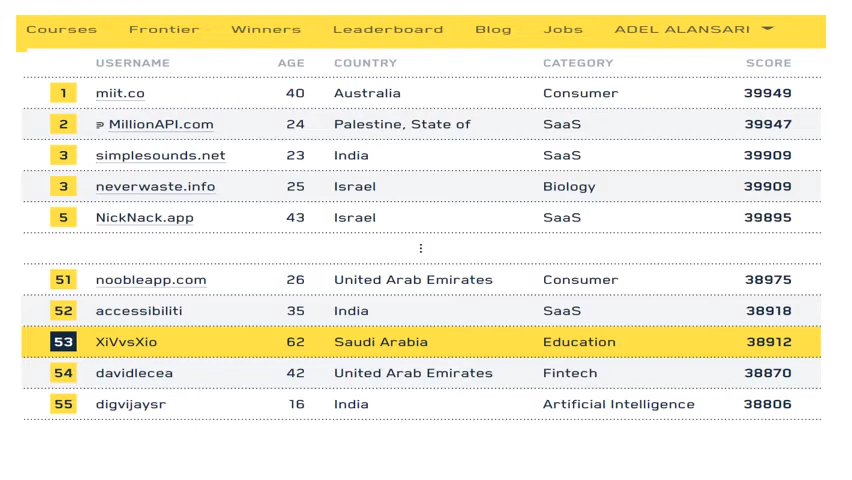 Courses Frontier Winners Leaderboard Blog Jobs ADEL ALANSARI
USERNAME AGE COUNTRY CATEGORY SCORE
1 miit.co 40 Australia Consumer 39949
2 MillionAPI.com 24 Palestine, State of SaaS 39947
3 simplesounds.net 23 India SaaS 39909
3 neverwaste.info 25 Israel Biology 39909
5 NickNack.app 43 Israel SaaS 39895
⋮
51 noobleapp.com 26 United Arab Emirates Consumer 38975
52 accessibiliti 35 India SaaS 38918
53 XiVvsXio 62 Saudi Arabia Education 38912
54 davidlecea 42 United Arab Emirates Fintech 38870
55 digvijaysr 16 India Artificial Intelligence 38806